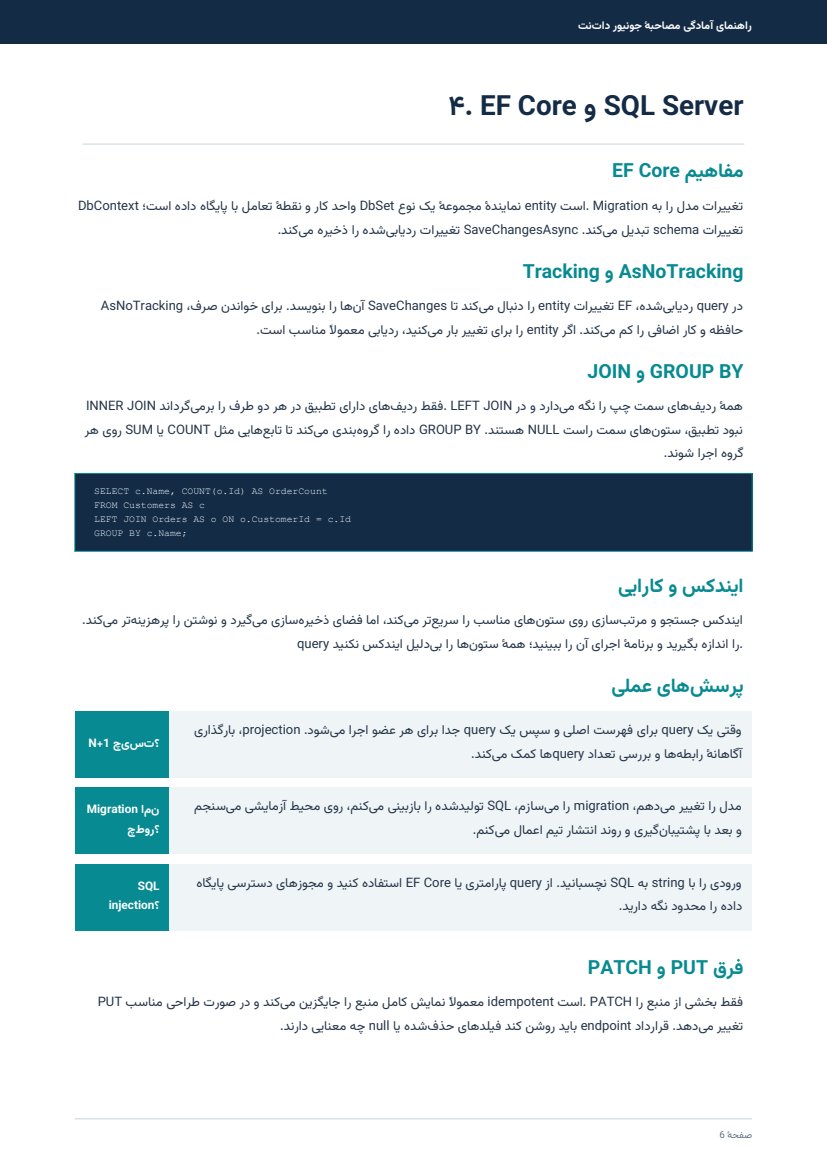 راهنمای آمادگی مصاحبهٔ جونیور دات‌نت
۴. EF Core و SQL Server
مفاهیم EF Core
DbContext واحد کار و نقطهٔ تعامل با پایگاه داده است؛ DbSet نمایندهٔ مجموعهٔ یک نوع entity است. Migration تغییرات مدل را به
تغییرات schema تبدیل می‌کند. SaveChangesAsync تغییرات ردیابی‌شده را ذخیره می‌کند.
Tracking و AsNoTracking
در query ردیابی‌شده، EF تغییرات entity را دنبال می‌کند تا SaveChanges آن‌ها را بنویسد. برای خواندن صرف، AsNoTracking
حافظه و کار اضافی را کم می‌کند. اگر entity را برای تغییر بار می‌کنید، ردیابی معمولاً مناسب است.
JOIN و GROUP BY
INNER JOIN فقط ردیف‌های دارای تطبیق در هر دو طرف را برمی‌گرداند. LEFT JOIN همهٔ ردیف‌های سمت چپ را نگه می‌دارد و در
نبود تطبیق، ستون‌های سمت راست NULL هستند. GROUP BY داده را گروه‌بندی می‌کند تا تابع‌هایی مثل COUNT یا SUM روی هر
گروه اجرا شوند.
SELECT c.Name, COUNT(o.Id) AS OrderCount
FROM Customers AS c
LEFT JOIN Orders AS o ON o.CustomerId = c.Id
GROUP BY c.Name;
ایندکس و کارایی
ایندکس جستجو و مرتب‌سازی روی ستون‌های مناسب را سریع‌تر می‌کند، اما فضای ذخیره‌سازی می‌گیرد و نوشتن را پرهزینه‌تر می‌کند.
query را اندازه بگیرید و برنامهٔ اجرای آن را ببینید؛ همهٔ ستون‌ها را بی‌دلیل ایندکس نکنید.
پرسش‌های عملی
وقتی یک query برای فهرست اصلی و سپس یک query جدا برای هر عضو اجرا می‌شود. projection، بارگذاری
آگاهانهٔ رابطه‌ها و بررسی تعداد queryها کمک می‌کند.
N+1 چیست؟
مدل را تغییر می‌دهم، migration را می‌سازم، SQL تولیدشده را بازبینی می‌کنم، روی محیط آزمایشی می‌سنجم
و بعد با پشتیبان‌گیری و روند انتشار تیم اعمال می‌کنم.
Migration امن
چطور؟
ورودی را با string به SQL نچسبانید. از query پارامتری یا EF Core استفاده کنید و مجوزهای دسترسی پایگاه
داده را محدود نگه دارید.
SQL
injection؟
فرق PUT و PATCH
PUT معمولاً نمایش کامل منبع را جایگزین می‌کند و در صورت طراحی مناسب idempotent است. PATCH فقط بخشی از منبع را
تغییر می‌دهد. قرارداد endpoint باید روشن کند فیلدهای حذف‌شده یا null چه معنایی دارند.
صفحهٔ 6